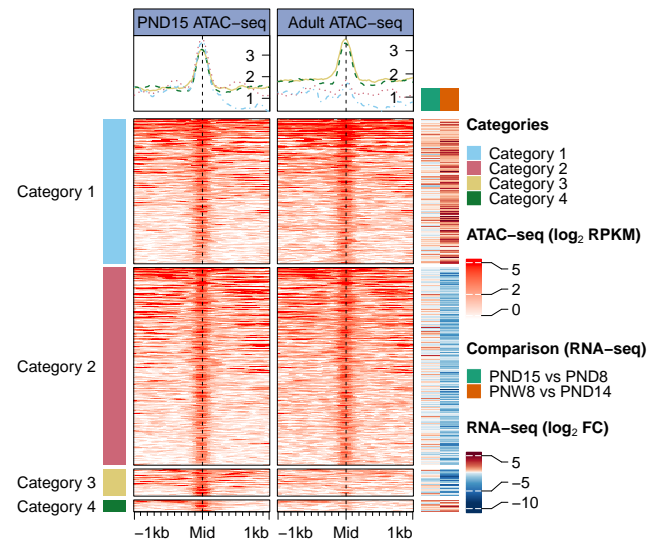 PND15 ATAC−seq
Adult ATAC−seq
3
2
1
3
2
1
Categories
Category 1
Category 2
Category 3
Category 4
Category 1
Category 2
Category 3
Category 4
ATAC−seq (log₂ RPKM)
5
2
0
Comparison (RNA−seq)
PND15 vs PND8
PNW8 vs PND14
RNA−seq (log₂ FC)
5
−5
−10
−1kb Mid 1kb
−1kb Mid 1kb